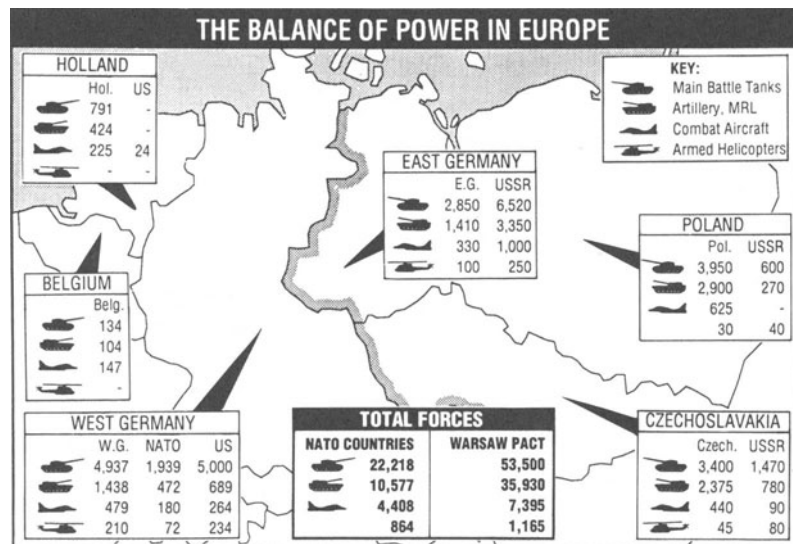 THE BALANCE OF POWER IN EUROPE
HOLLAND
Hol. US
791 -
424 -
225 24
- -
KEY:
Main Battle Tanks
Artillery, MRL
Combat Aircraft
Armed Helicopters
EAST GERMANY
E.G. USSR
2,850 6,520
1,410 3,350
330 1,000
100 250
POLAND
Pol. USSR
3,950 600
2,900 270
625 -
30 40
BELGIUM
Belg.
134
104
147
-
WEST GERMANY
W.G. NATO US
4,937 1,939 5,000
1,438 472 689
479 180 264
210 72 234
TOTAL FORCES
NATO COUNTRIES WARSAW PACT
22,218 53,500
10,577 35,930
4,408 7,395
864 1,165
CZECHOSLAVAKIA
Czech. USSR
3,400 1,470
2,375 780
440 90
45 80